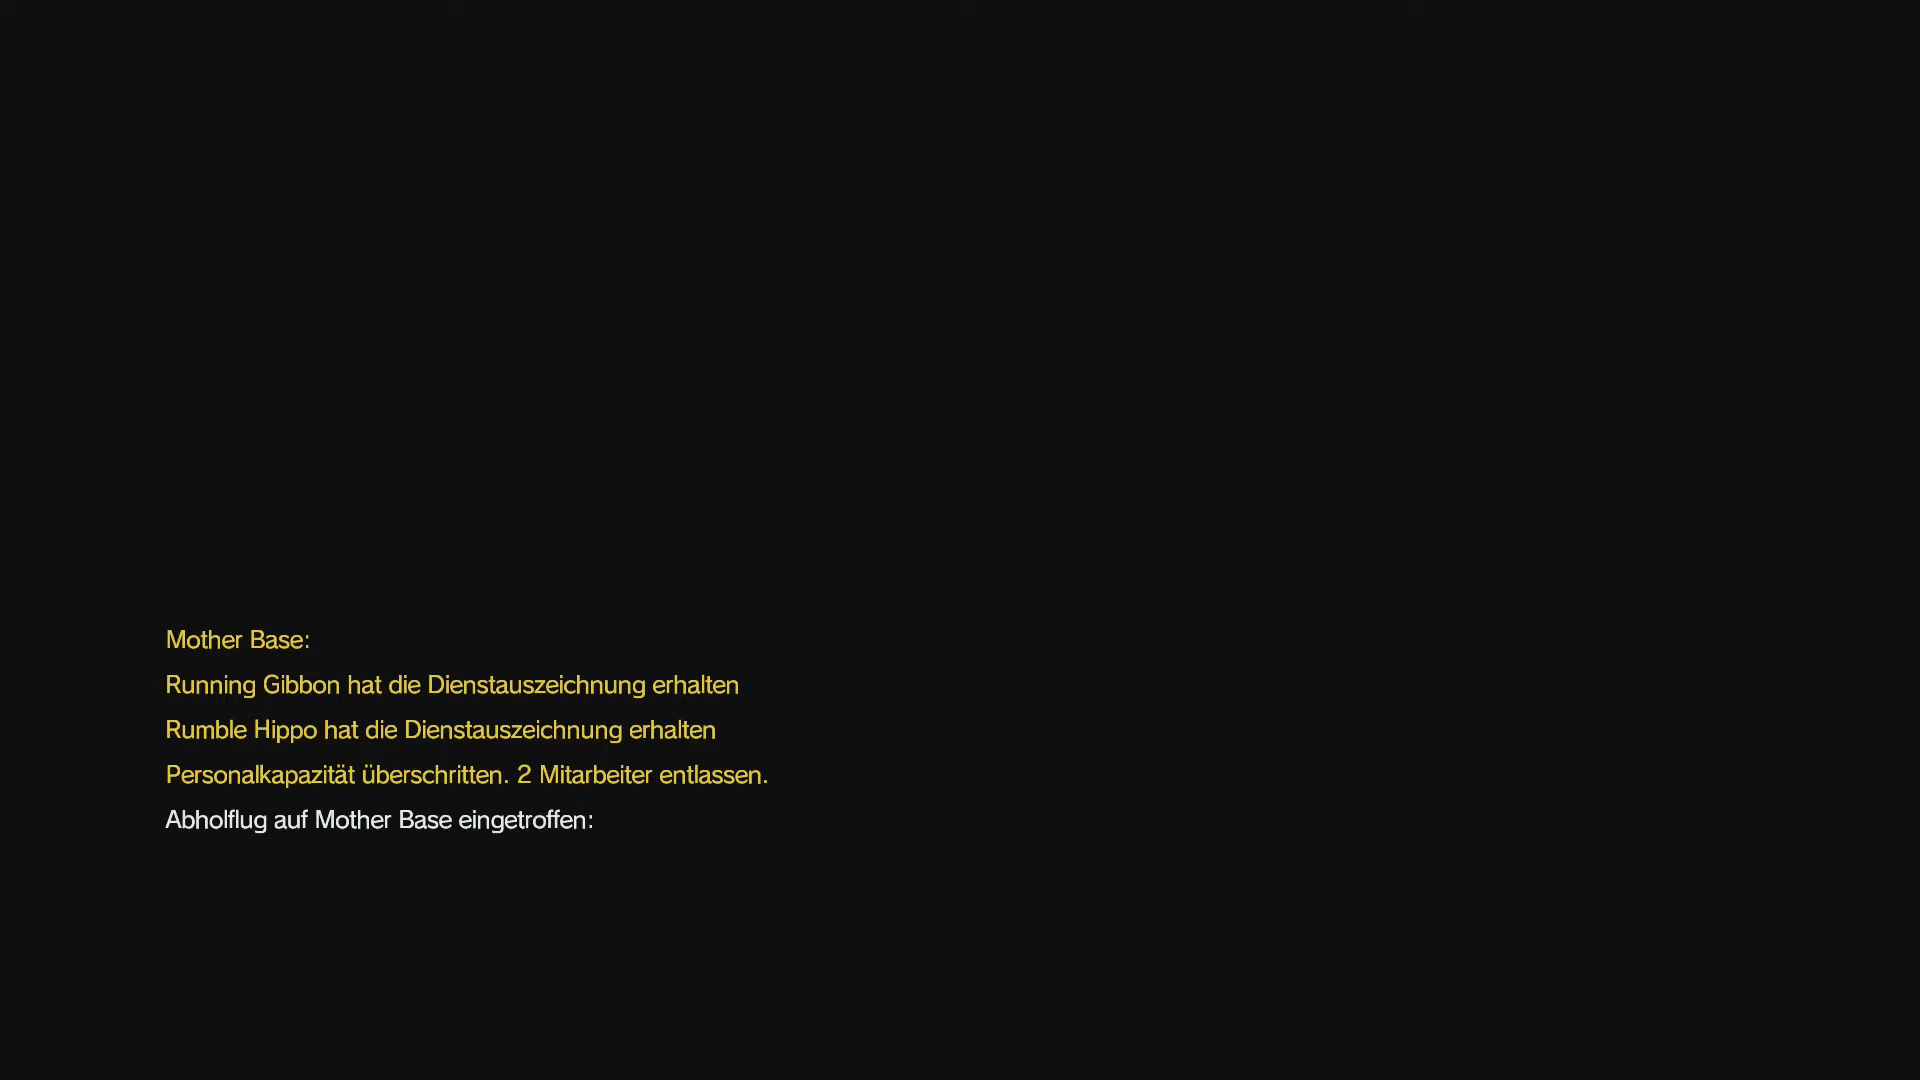 Mother Base:
Running Gibbon hat die Dienstauszeichnung erhalten
Rumble Hippo hat die Dienstauszeichnung erhalten
Personalkapazität überschritten. 2 Mitarbeiter entlassen.
Abholflug auf Mother Base eingetroffen: